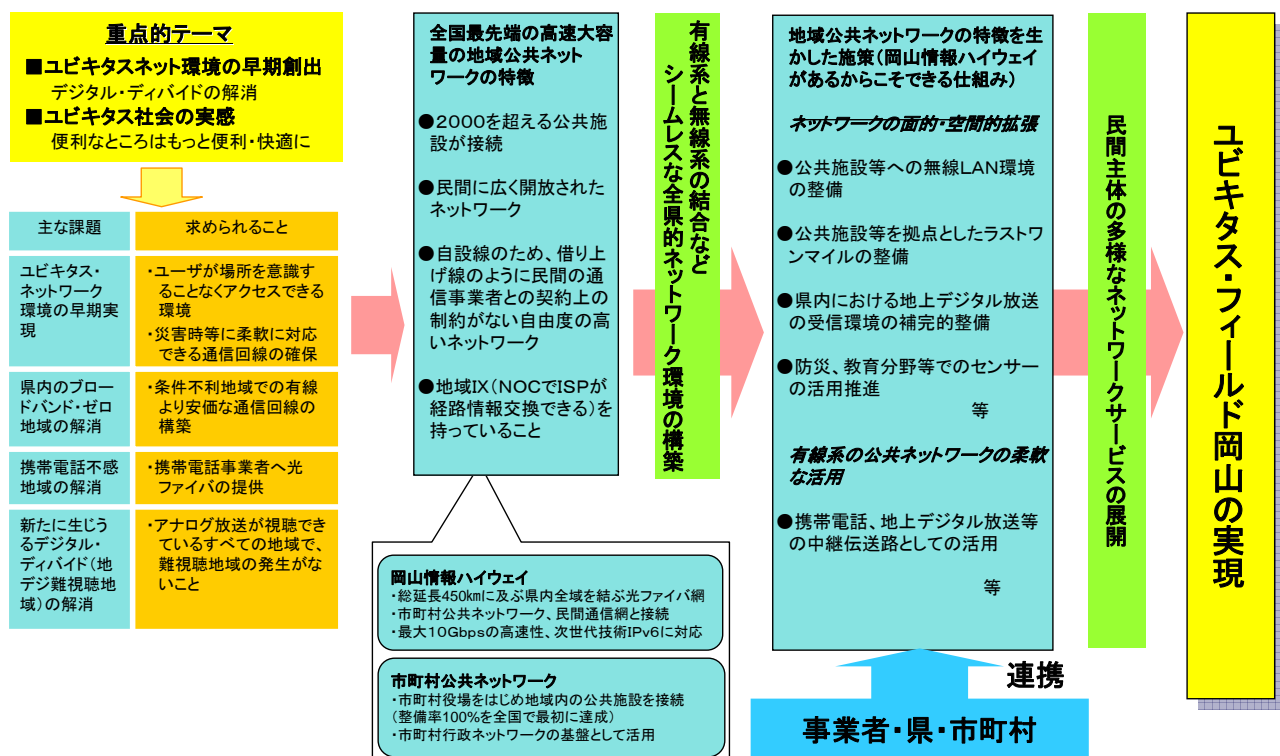 重点的テーマ
■ユビキタスネット環境の早期創出
デジタル・ディバイドの解消
■ユビキタス社会の実感
便利なところはもっと便利・快適に
主な課題
求められること
ユビキタス・
ネットワーク
環境の早期実
現
・ユーザが場所を意識す
ることなくアクセスできる
環境
・災害時等に柔軟に対応
できる通信回線の確保
県内のブロー
ドバンド・ゼロ
地域の解消
・条件不利地域での有線
より安価な通信回線の
構築
携帯電話不感
地域の解消
・携帯電話事業者へ光
ファイバの提供
新たに生じう
るデジタル・
ディバイド(地
デジ難視聴地
域)の解消
・アナログ放送が視聴でき
ているすべての地域で、
難視聴地域の発生がな
いこと
全国最先端の高速大容
量の地域公共ネット
ワークの特徴
●2000を超える公共施
設が接続
●民間に広く開放された
ネットワーク
●自設線のため、借り上
げ線のように民間の通
信事業者との契約上の
制約がない自由度の高
いネットワーク
●地域IX(NOCでISPが
経路情報交換できる)を
持っていること
岡山情報ハイウェイ
・総延長450kmに及ぶ県内全域を結ぶ光ファイバ網
・市町村公共ネットワーク、民間通信網と接続
・最大10Gbpsの高速性、次世代技術IPv6に対応
市町村公共ネットワーク
・市町村役場をはじめ地域内の公共施設を接続
(整備率100%を全国で最初に達成)
・市町村行政ネットワークの基盤として活用
有線系と無線系の結合など
シームレスな全県的ネットワーク環境の構築
地域公共ネットワークの特徴を生
かした施策(岡山情報ハイウェイ
があるからこそできる仕組み)
ネットワークの面的・空間的拡張
●公共施設等への無線LAN環境
の整備
●公共施設等を拠点としたラストワ
ンマイルの整備
●県内における地上デジタル放送
の受信環境の補完的整備
●防災、教育分野等でのセンサー
の活用推進
等
有線系の公共ネットワークの柔軟
な活用
●携帯電話、地上デジタル放送等
の中継伝送路としての活用
等
連携
事業者・県・市町村
民間主体の多様なネットワークサービスの展開
ユビキタス・フィールド岡山の実現